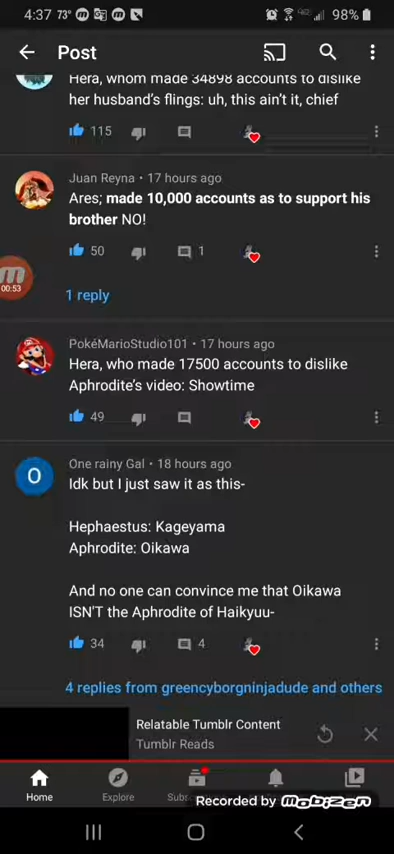 4:37 73° 98%
Post
Hera, whom made 34898 accounts to dislike
her husband's flings: uh, this ain't it, chief
115
Juan Reyna • 17 hours ago
Ares; made 10,000 accounts as to support his
brother NO!
50 1
00:53
1 reply
PokéMarioStudio101 • 17 hours ago
Hera, who made 17500 accounts to dislike
Aphrodite's video: Showtime
49
O
One rainy Gal • 18 hours ago
Idk but I just saw it as this-
Hephaestus: Kageyama
Aphrodite: Oikawa
And no one can convince me that Oikawa
ISN'T the Aphrodite of Haikyuu-
34 4
4 replies from greencyborgninjadude and others
Relatable Tumblr Content
Tumblr Reads
Home Explore Subs
Recorded by mobizen